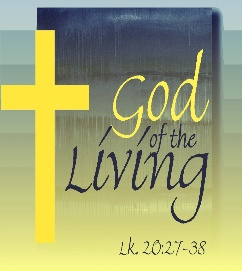 God
of the
Living
Lk. 20:27-38